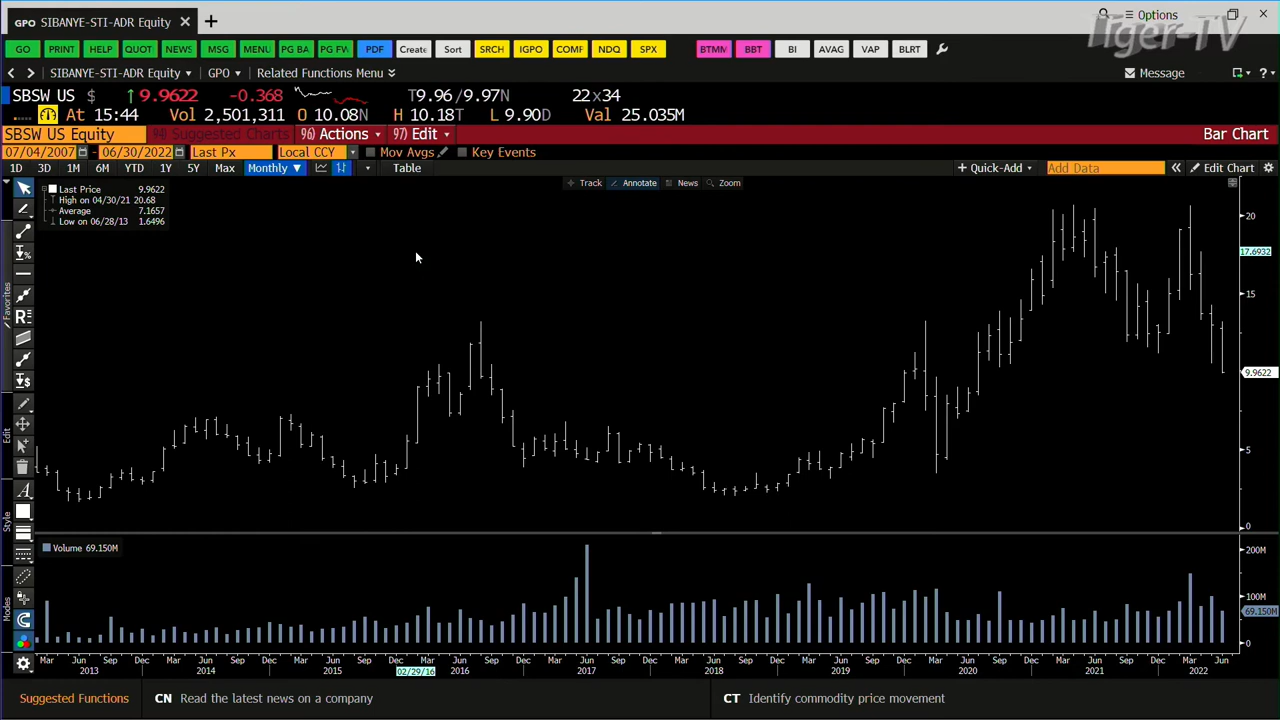 GPO SIBANYE-STI-ADR Equity
Options
Tiger-TV
GO PRINT HELP QUOT NEWS MSG MENU PG BA PG FW PDF Create Sort SRCH IGPO COMF NDQ SPX BTMM BBT BI AVAG VAP BLRT
SIBANYE-STI-ADR Equity GPO Related Functions Menu Message ?
SBSW US $ ↑ 9.9622 -0.368 T9.96 /9.97N 22x34
At 15:44 Vol 2,501,311 O 10.08N H 10.18T L 9.90D Val 25.035M
SBSW US Equity 94) Suggested Charts 96) Actions 97) Edit Bar Chart
07/04/2007 - 06/30/2022 Last Px Local CCY Mov Avgs Key Events
1D 3D 1M 6M YTD 1Y 5Y Max Monthly Table + Quick-Add Add Data Edit Chart
Track Annotate News Zoom
Last Price 9.9622
High on 04/30/21 20.68
Average 7.1657
Low on 06/28/13 1.6496
20
17.6932
15
9.9622
5
0
Favorites
Edit
Style
Modes
Volume 69.150M
200M
100M
69.150M
0
Mar Jun Sep Dec Mar Jun Sep Dec Mar Jun Sep Dec Mar Jun Sep Dec Mar Jun Sep Dec Mar Jun Sep Dec Mar Jun Sep Dec Mar Jun Sep Dec Mar Jun Sep Dec Mar Jun
2013 2014 2015 02/29/16 2016 2017 2018 2019 2020 2021 2022
Suggested Functions CN Read the latest news on a company CT Identify commodity price movement